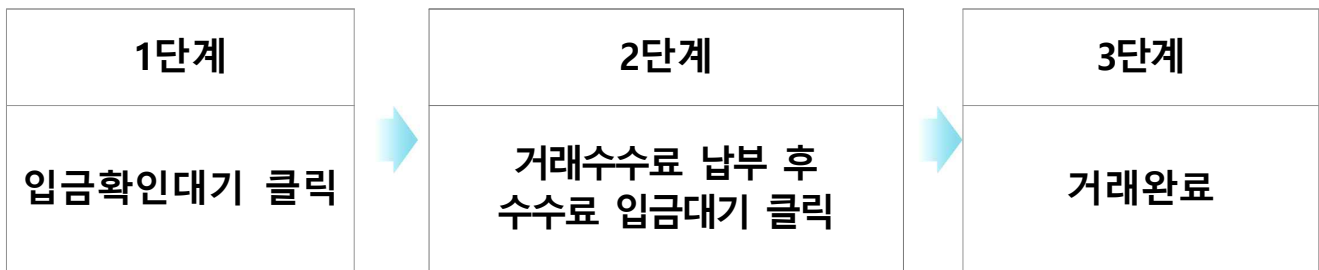 1단계
입금확인대기 클릭
2단계
거래수수료 납부 후
수수료 입금대기 클릭
3단계
거래완료